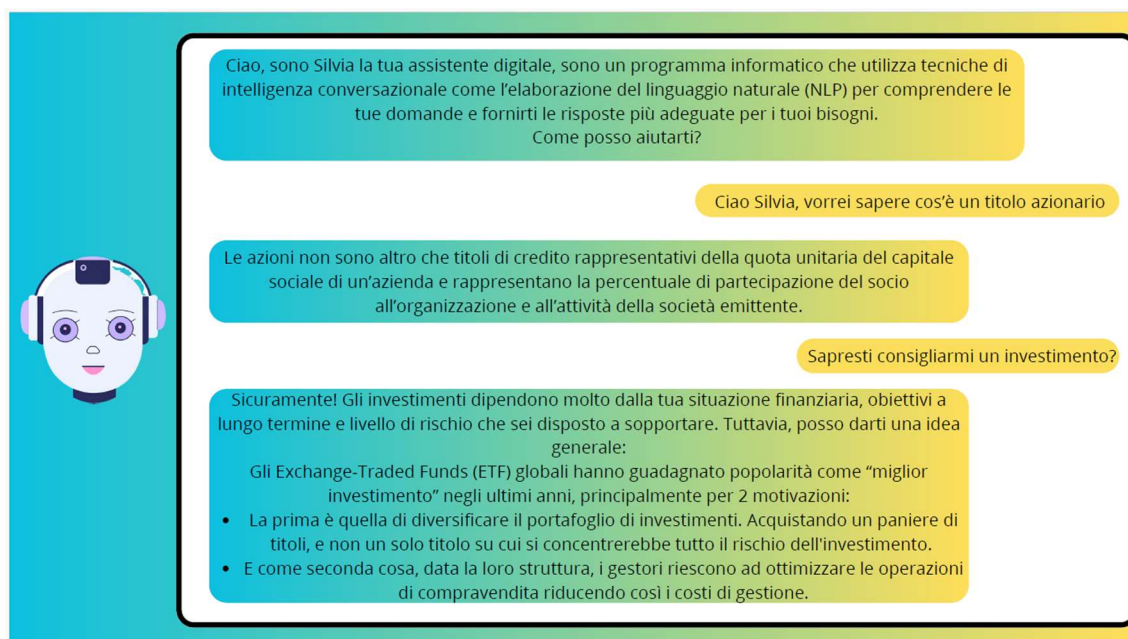 Ciao, sono Silvia la tua assistente digitale, sono un programma informatico che utilizza tecniche di
intelligenza conversazionale come l’elaborazione del linguaggio naturale (NLP) per comprendere le
tue domande e fornirti le risposte più adeguate per i tuoi bisogni.
Come posso aiutarti?
Ciao Silvia, vorrei sapere cos’è un titolo azionario
Le azioni non sono altro che titoli di credito rappresentativi della quota unitaria del capitale
sociale di un’azienda e rappresentano la percentuale di partecipazione del socio
all’organizzazione e all’attività della società emittente.
Sapresti consigliarmi un investimento?
Sicuramente! Gli investimenti dipendono molto dalla tua situazione finanziaria, obiettivi a
lungo termine e livello di rischio che sei disposto a sopportare. Tuttavia, posso darti una idea
generale:
Gli Exchange-Traded Funds (ETF) globali hanno guadagnato popolarità come “miglior
investimento” negli ultimi anni, principalmente per 2 motivazioni:
• La prima è quella di diversificare il portafoglio di investimenti. Acquistando un paniere di
titoli, e non un solo titolo su cui si concentrerebbe tutto il rischio dell'investimento.
• E come seconda cosa, data la loro struttura, i gestori riescono ad ottimizzare le operazioni
di compravendita riducendo così i costi di gestione.